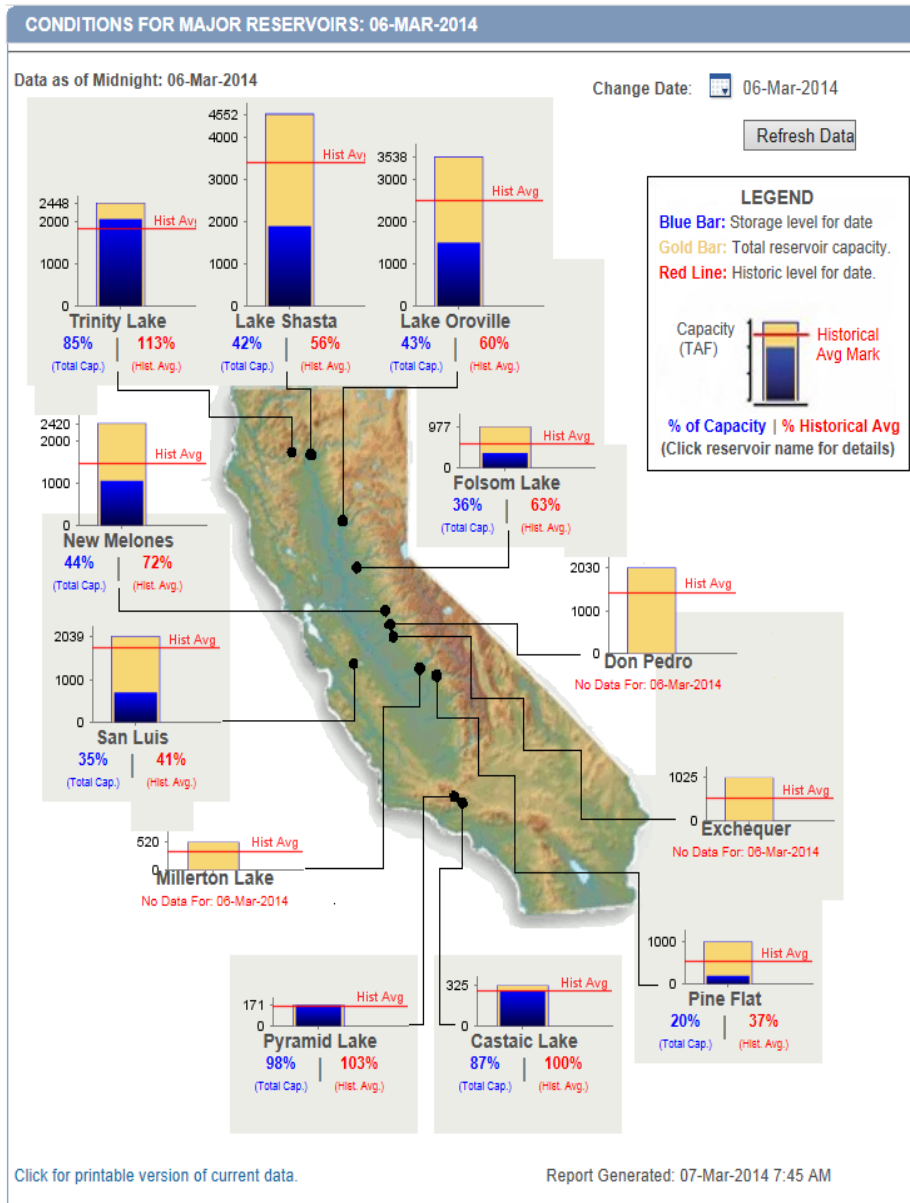 CONDITIONS FOR MAJOR RESERVOIRS: 06-MAR-2014
Data as of Midnight: 06-Mar-2014
Change Date: 06-Mar-2014
Refresh Data
LEGEND
Blue Bar: Storage level for date
Gold Bar: Total reservoir capacity.
Red Line: Historic level for date.
Capacity
(TAF)
Historical
Avg Mark
% of Capacity | % Historical Avg
(Click reservoir name for details)
2448
2000
1000
0
Hist Avg
Trinity Lake
85% | 113%
(Total Cap.) (Hist. Avg.)
4552
4000
3000
2000
1000
0
Hist Avg
Lake Shasta
42% | 56%
(Total Cap.) (Hist. Avg.)
3538
3000
2000
1000
0
Hist Avg
Lake Oroville
43% | 60%
(Total Cap.) (Hist. Avg.)
2420
2000
1000
0
Hist Avg
New Melones
44% | 72%
(Total Cap.) (Hist. Avg.)
977
0
Hist Avg
Folsom Lake
36% | 63%
(Total Cap.) (Hist. Avg.)
2030
1000
0
Hist Avg
Don Pedro
No Data For: 06-Mar-2014
2039
1000
0
Hist Avg
San Luis
35% | 41%
(Total Cap.) (Hist. Avg.)
1025
0
Hist Avg
Exchequer
No Data For: 06-Mar-2014
520
0
Hist Avg
Millerton Lake
No Data For: 06-Mar-2014
1000
0
Hist Avg
Pine Flat
20% | 37%
(Total Cap.) (Hist. Avg.)
171
0
Hist Avg
Pyramid Lake
98% | 103%
(Total Cap.) (Hist. Avg.)
325
0
Hist Avg
Castaic Lake
87% | 100%
(Total Cap.) (Hist. Avg.)
Click for printable version of current data.
Report Generated: 07-Mar-2014 7:45 AM